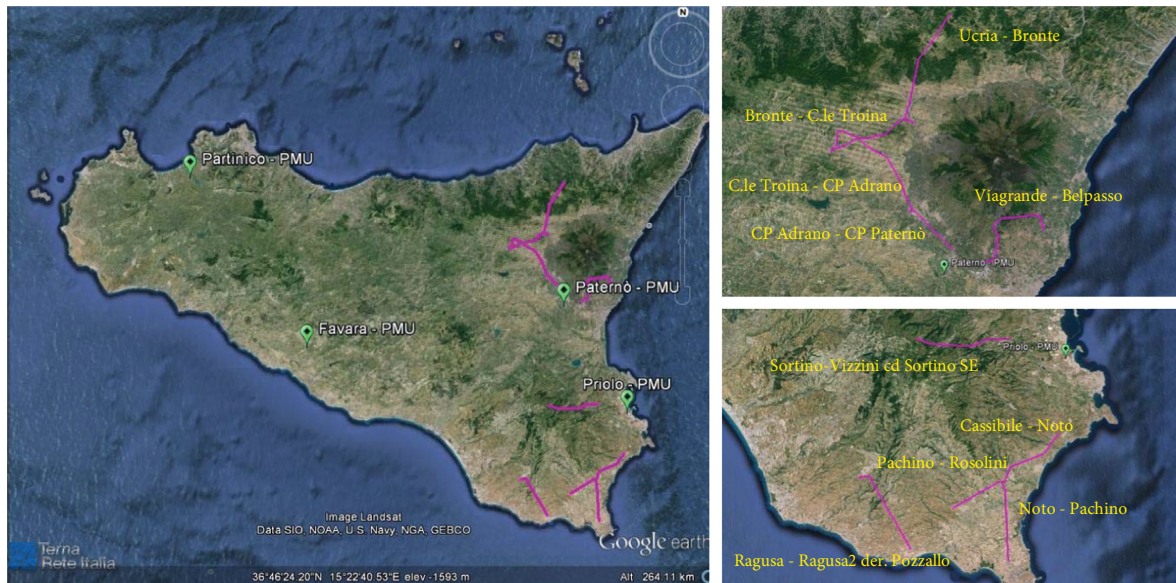 N
Partinico - PMU
Paternò - PMU
Favara - PMU
Priolo - PMU
Image Landsat
Data SIO, NOAA, U.S. Navy, NGA, GEBCO
Google earth
Terna
Rete Italia
36°46'24.20"N 15°22'40.53"E elev -1593 m Alt 264.11 km
Ucria - Bronte
Bronte - C.le Troina
C.le Troina - CP Adrano
Viagrande - Belpasso
CP Adrano - CP Paternò
Paternò - PMU
Priolo - PMU
Sortino-Vizzini cd Sortino SE
Cassibile - Noto
Pachino - Rosolini
Noto - Pachino
Ragusa - Ragusa2 der. Pozzallo